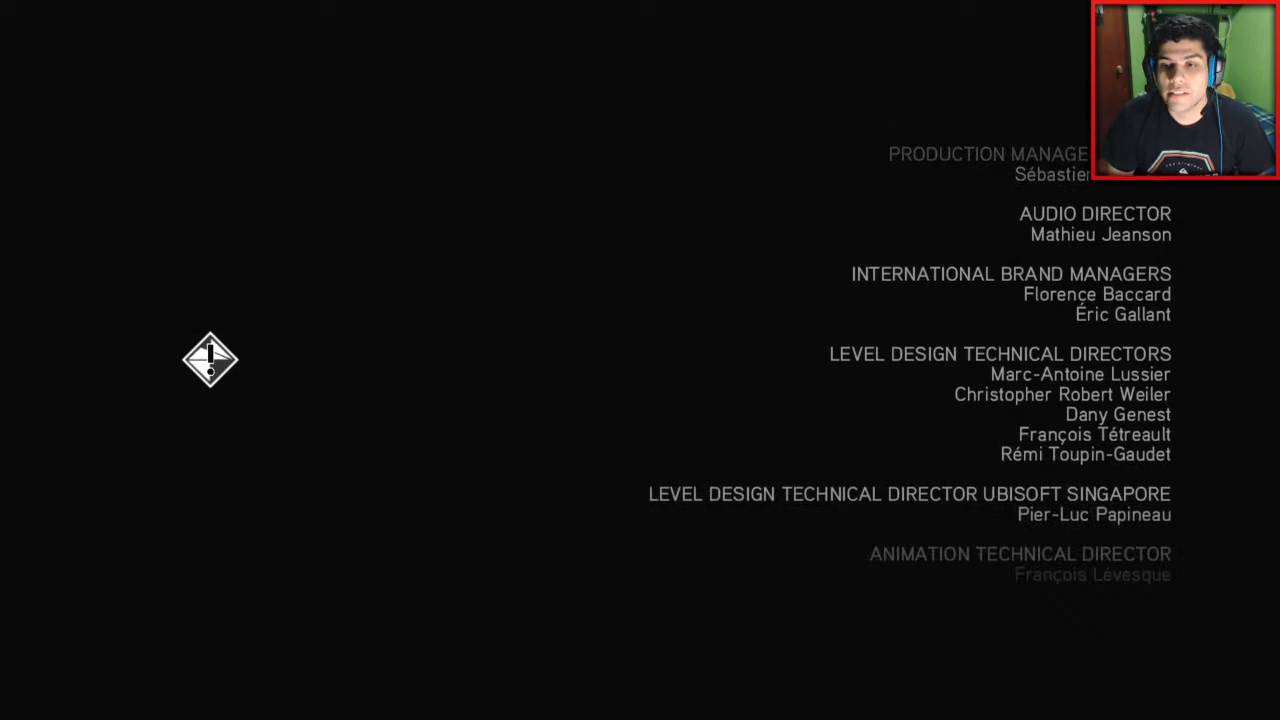 PRODUCTION MANAGE
Sébastien
AUDIO DIRECTOR
Mathieu Jeanson
INTERNATIONAL BRAND MANAGERS
Florence Baccard
Éric Gallant
LEVEL DESIGN TECHNICAL DIRECTORS
Marc-Antoine Lussier
Christopher Robert Weiler
Dany Genest
François Tétreault
Rémi Toupin-Gaudet
LEVEL DESIGN TECHNICAL DIRECTOR UBISOFT SINGAPORE
Pier-Luc Papineau
ANIMATION TECHNICAL DIRECTOR
François Lévesque